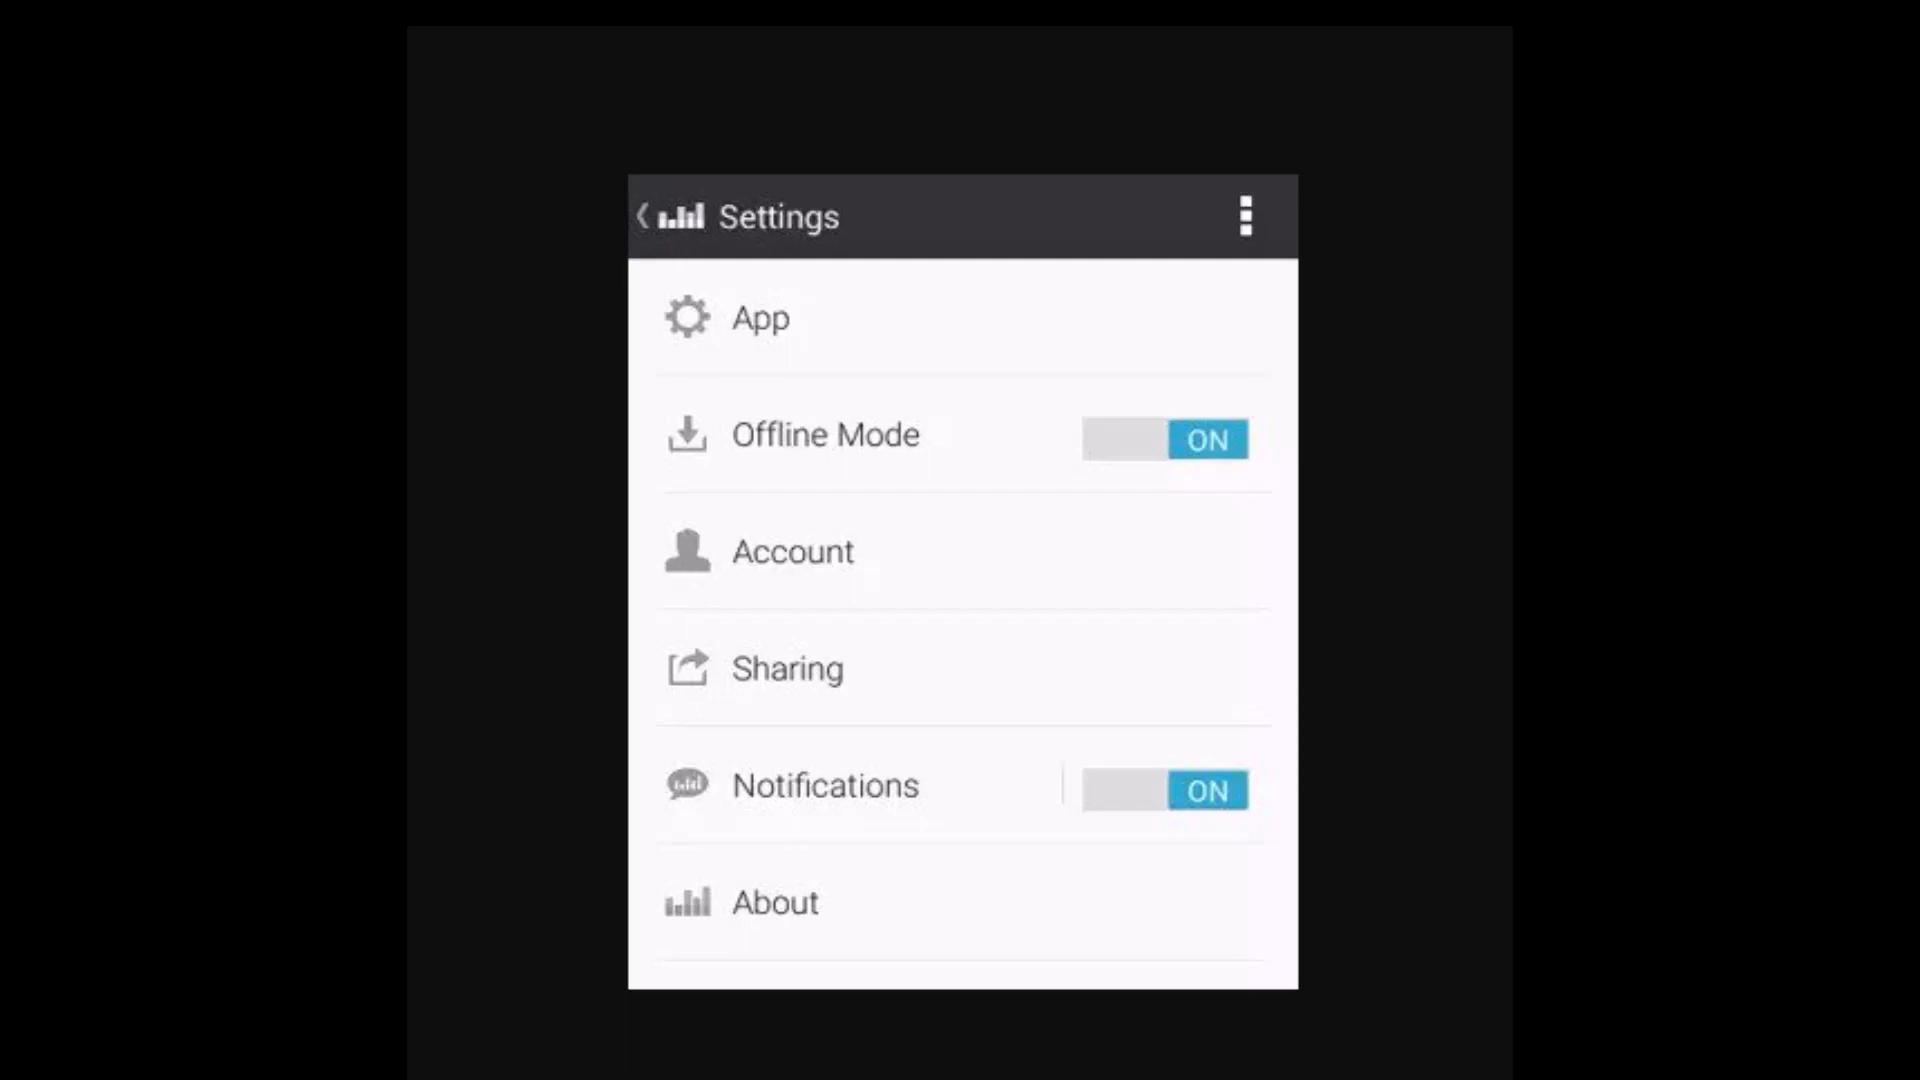 Settings
App
Offline Mode
ON
Account
Sharing
Notifications
ON
About